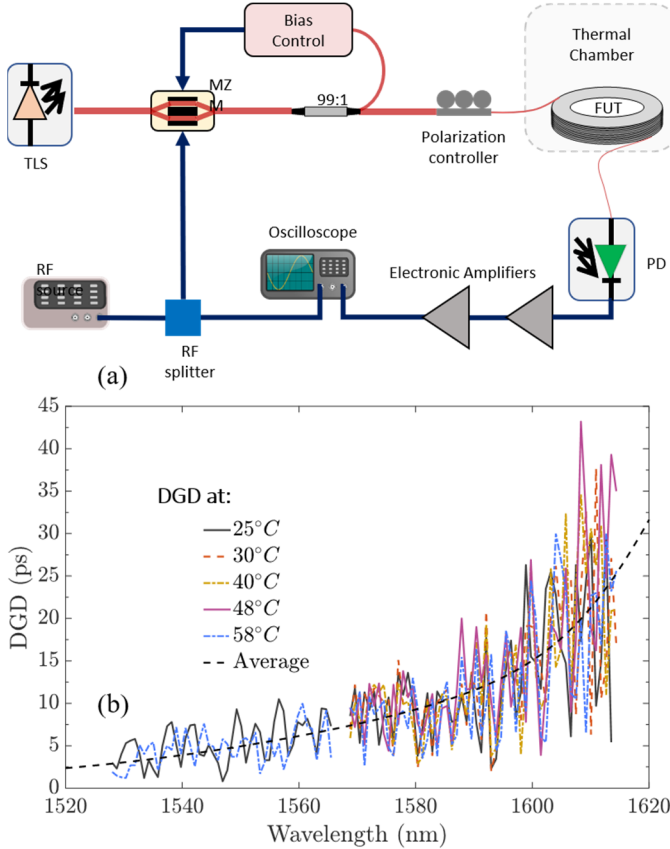 Bias
Control
Thermal
Chamber
MZ
M
99:1
FUT
TLS
Polarization
controller
Oscilloscope
RF
source
Electronic Amplifiers
PD
RF
splitter
(a)
45
40
35
30
25
20
15
10
5
0
DGD (ps)
DGD at:
25°C
30°C
40°C
48°C
58°C
Average
(b)
1520
1540
1560
1580
1600
1620
Wavelength (nm)